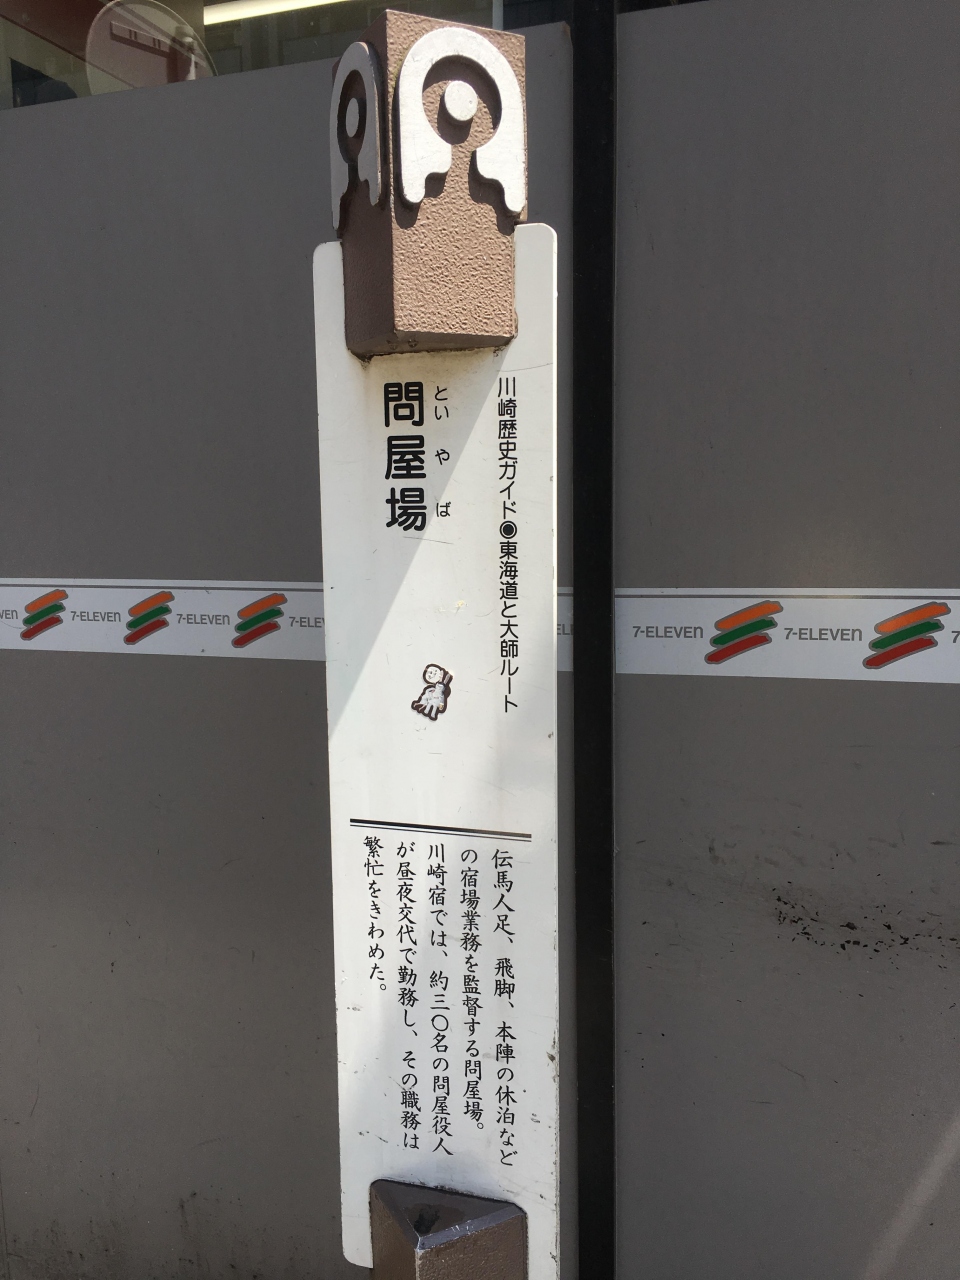 川崎歴史ガイド◉東海道と大師ルート
といやば
問屋場
伝馬人足、飛脚、本陣の休泊など
の宿場業務を監督する問屋場。
川崎宿では、約三〇名の問屋役人
が昼夜交代で勤務し、その職務は
繁忙をきわめた。
7-ELEVEn
7-ELEVEn
7-ELEVEn
7-ELEVEn